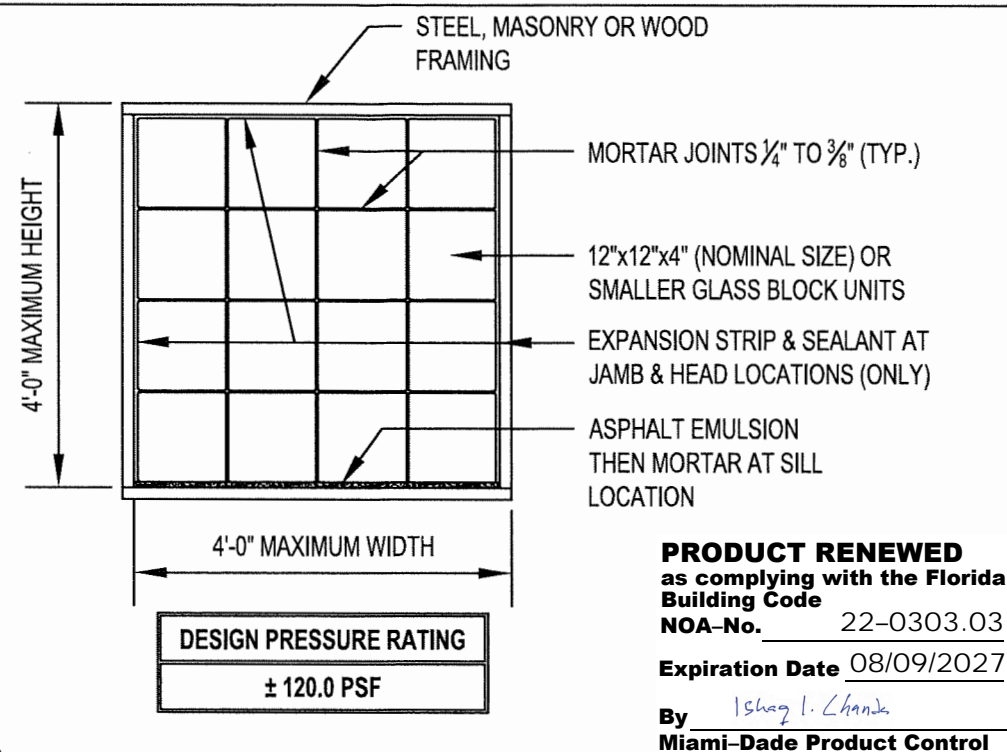 STEEL, MASONRY OR WOOD
FRAMING
4'-0" MAXIMUM HEIGHT
MORTAR JOINTS 1/4" TO 3/8" (TYP.)
12"x12"x4" (NOMINAL SIZE) OR
SMALLER GLASS BLOCK UNITS
EXPANSION STRIP & SEALANT AT
JAMB & HEAD LOCATIONS (ONLY)
ASPHALT EMULSION
THEN MORTAR AT SILL
LOCATION
4'-0" MAXIMUM WIDTH
DESIGN PRESSURE RATING
± 120.0 PSF
PRODUCT RENEWED
as complying with the Florida
Building Code
NOA–No. 22–0303.03
Expiration Date 08/09/2027
By Ishaq I. Chanda
Miami–Dade Product Control